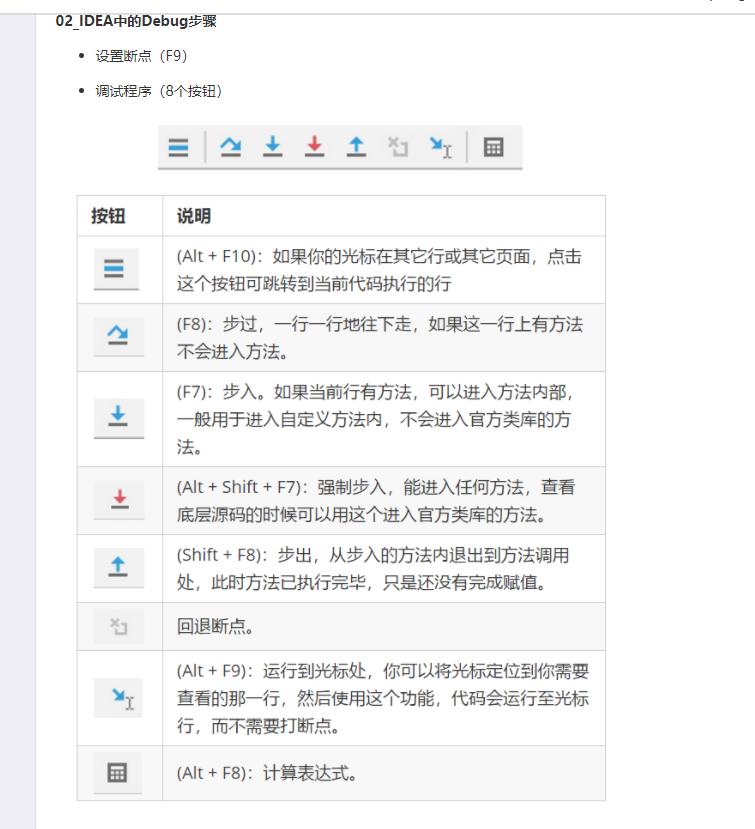 02_IDEA中的Debug步骤
设置断点（F9）
调试程序（8个按钮）
按钮 说明
(Alt + F10)：如果你的光标在其它行或其它页面，点击
这个按钮可跳转到当前代码执行的行
(F8)：步过，一行一行地往下走，如果这一行上有方法
不会进入方法。
(F7)：步入。如果当前行有方法，可以进入方法内部，
一般用于进入自定义方法内，不会进入官方类库的方
法。
(Alt + Shift + F7)：强制步入，能进入任何方法，查看
底层源码的时候可以用这个进入官方类库的方法。
(Shift + F8)：步出，从步入的方法内退出到方法调用
处，此时方法已执行完毕，只是还没有完成赋值。
回退断点。
(Alt + F9)：运行到光标处，你可以将光标定位到你需要
查看的那一行，然后使用这个功能，代码会运行至光标
行，而不需要打断点。
(Alt + F8)：计算表达式。